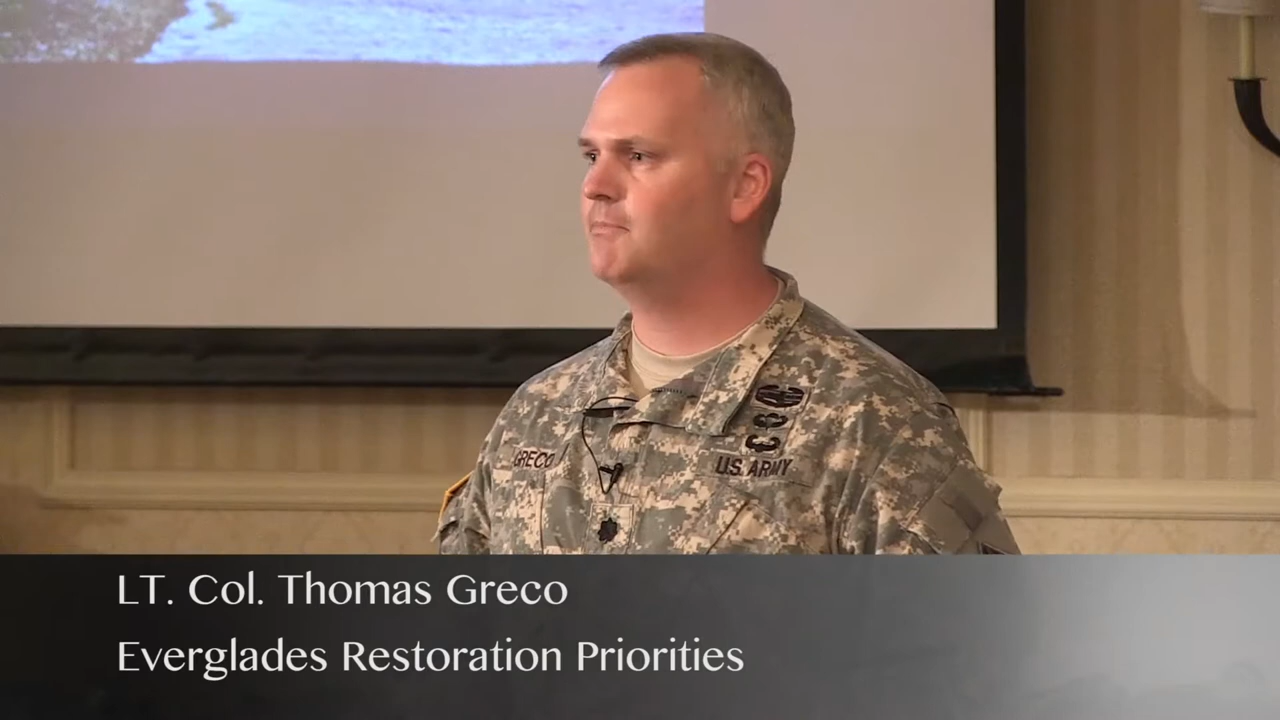 GRECO
U.S. ARMY
LT. Col. Thomas Greco
Everglades Restoration Priorities